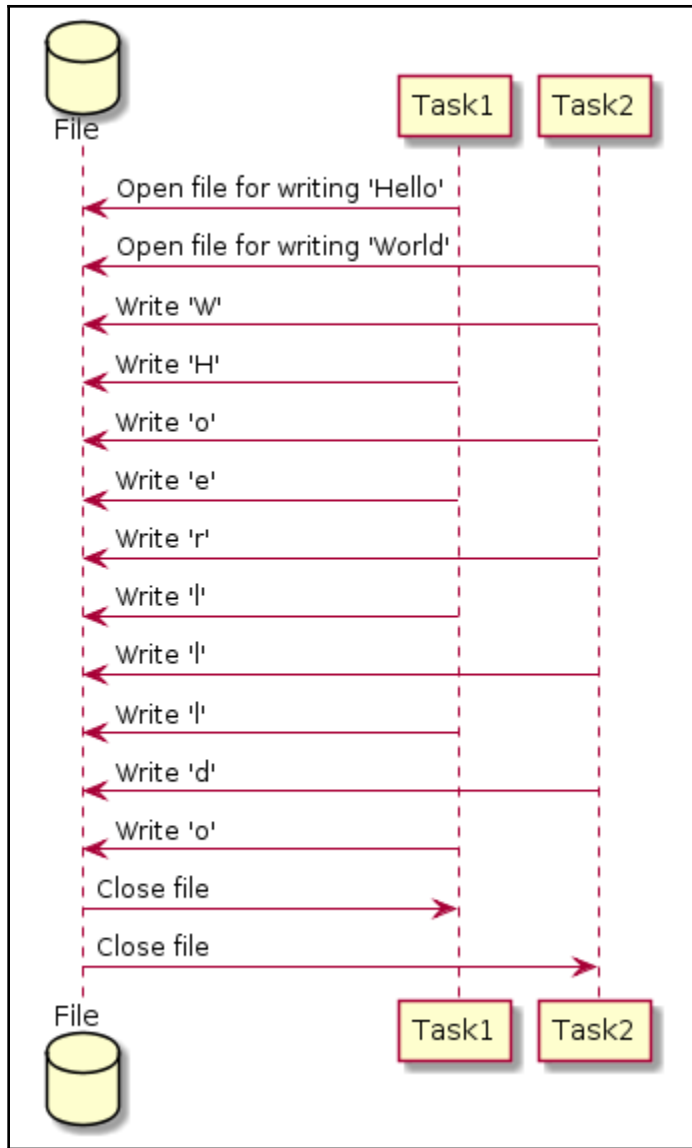 File
Task1
Task2
Open file for writing 'Hello'
Open file for writing 'World'
Write 'W'
Write 'H'
Write 'o'
Write 'e'
Write 'r'
Write 'l'
Write 'l'
Write 'l'
Write 'd'
Write 'o'
Close file
Close file
File
Task1
Task2